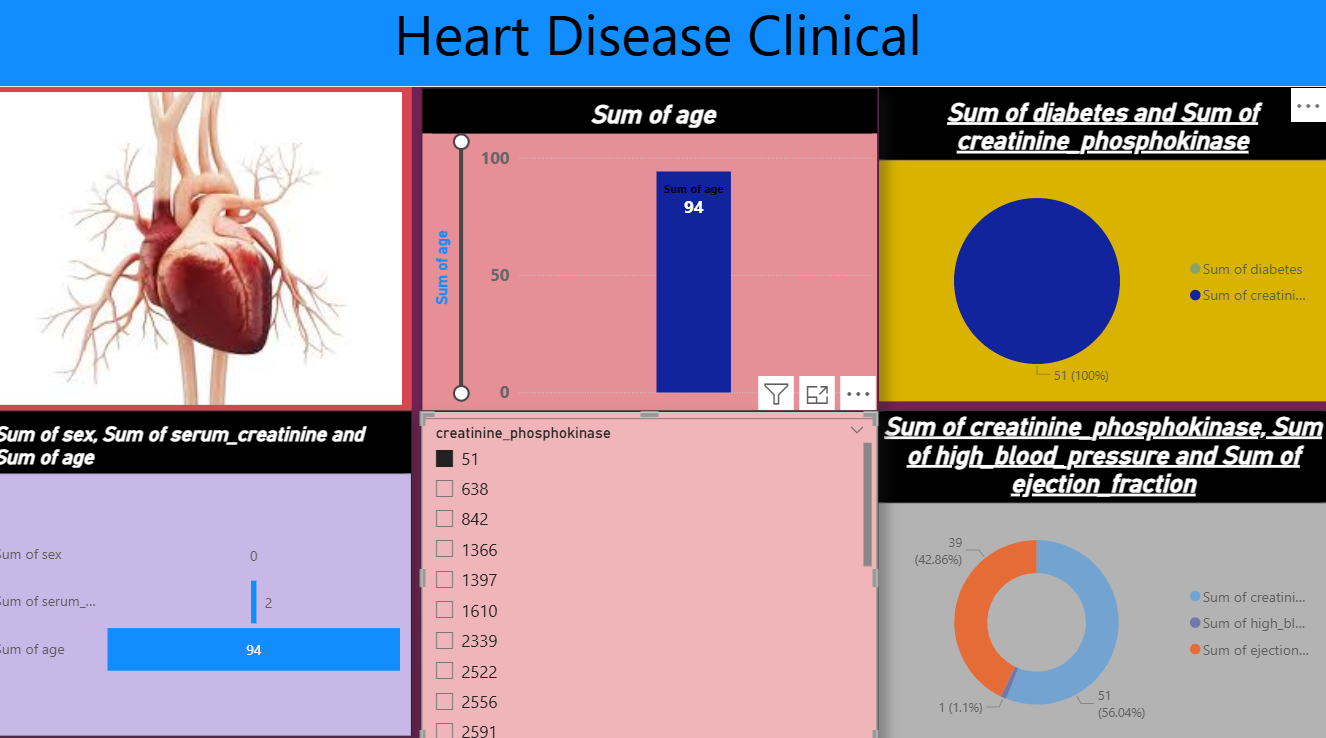 Heart Disease Clinical
Sum of age
100
50
0
Sum of age
Sum of age
94
Sum of diabetes and Sum of
creatinine_phosphokinase
Sum of diabetes
Sum of creatini...
51 (100%)
Sum of sex, Sum of serum_creatinine and
Sum of age
Sum of sex
0
Sum of serum_...
2
Sum of age
94
creatinine_phosphokinase
51
638
842
1366
1397
1610
2339
2522
2556
2591
Sum of creatinine_phosphokinase, Sum
of high_blood_pressure and Sum of
ejection_fraction
39
(42.86%)
1 (1.1%)
51
(56.04%)
Sum of creatini...
Sum of high_bl...
Sum of ejection...